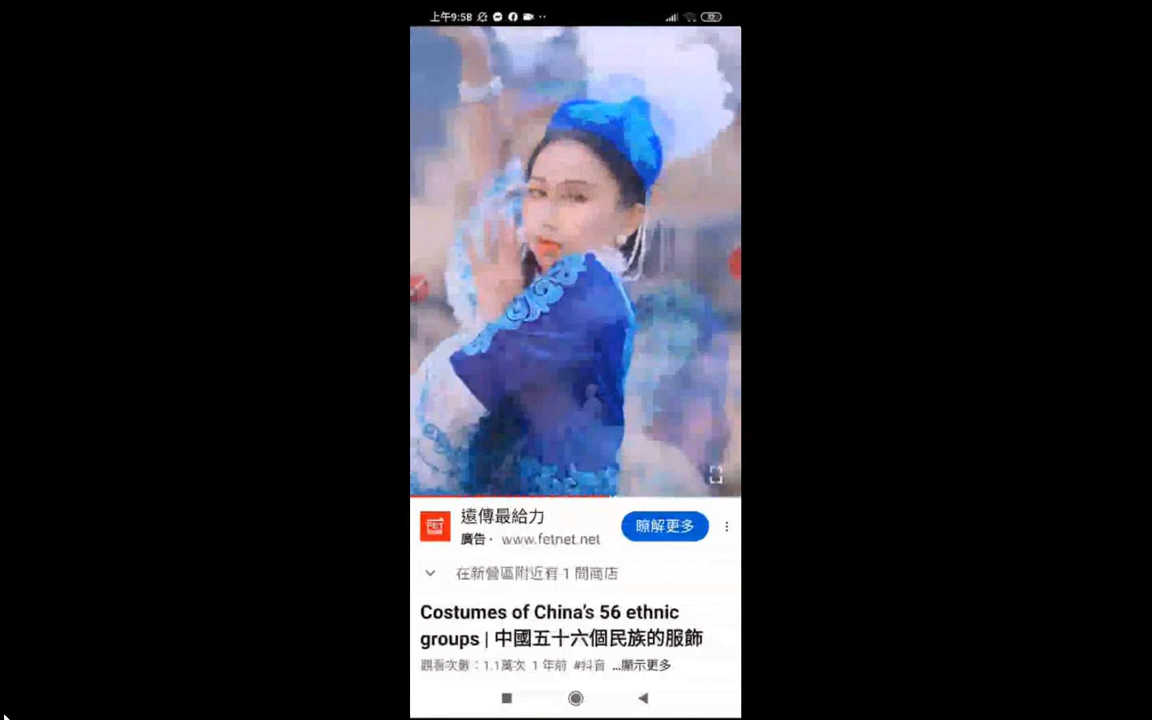 上午9:58
遠傳最給力
瞭解更多
廣告· www.fetnet.net
在新營區附近有 1 間商店
Costumes of China's 56 ethnic
groups | 中國五十六個民族的服飾
觀看次數：1.1萬次 1 年前 #抖音 ...顯示更多